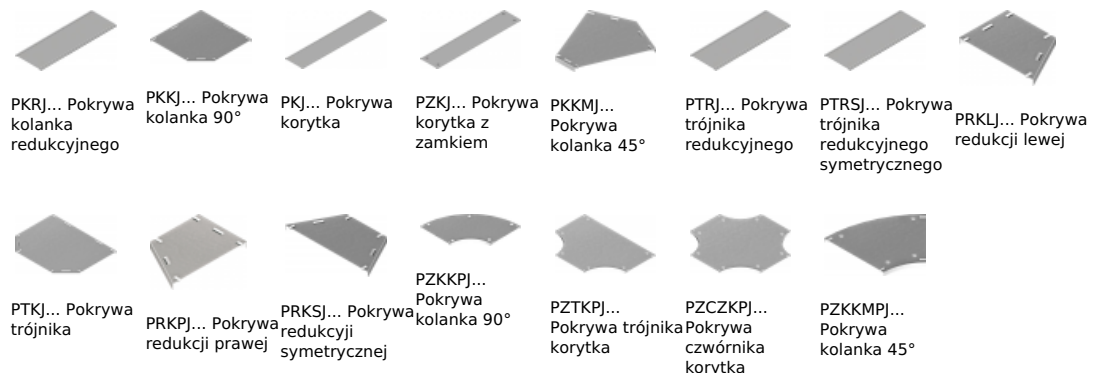 PKRJ... Pokrywa
kolanka
redukcyjnego
PKKJ... Pokrywa
kolanka 90°
PKJ... Pokrywa
korytka
PZKJ... Pokrywa
korytka z
zamkiem
PKKMJ...
Pokrywa
kolanka 45°
PTRJ... Pokrywa
trójnika
redukcyjnego
PTRSJ... Pokrywa
trójnika
redukcyjnego
symetrycznego
PRKLJ... Pokrywa
redukcji lewej
PTKJ... Pokrywa
trójnika
PRKPJ... Pokrywa
redukcji prawej
PRKSJ... Pokrywa
redukcyji
symetrycznej
PZKKPJ...
Pokrywa
kolanka 90°
PZTKPJ...
Pokrywa trójnika
korytka
PZCZKPJ...
Pokrywa
czwórnika
korytka
PZKKMPJ...
Pokrywa
kolanka 45°